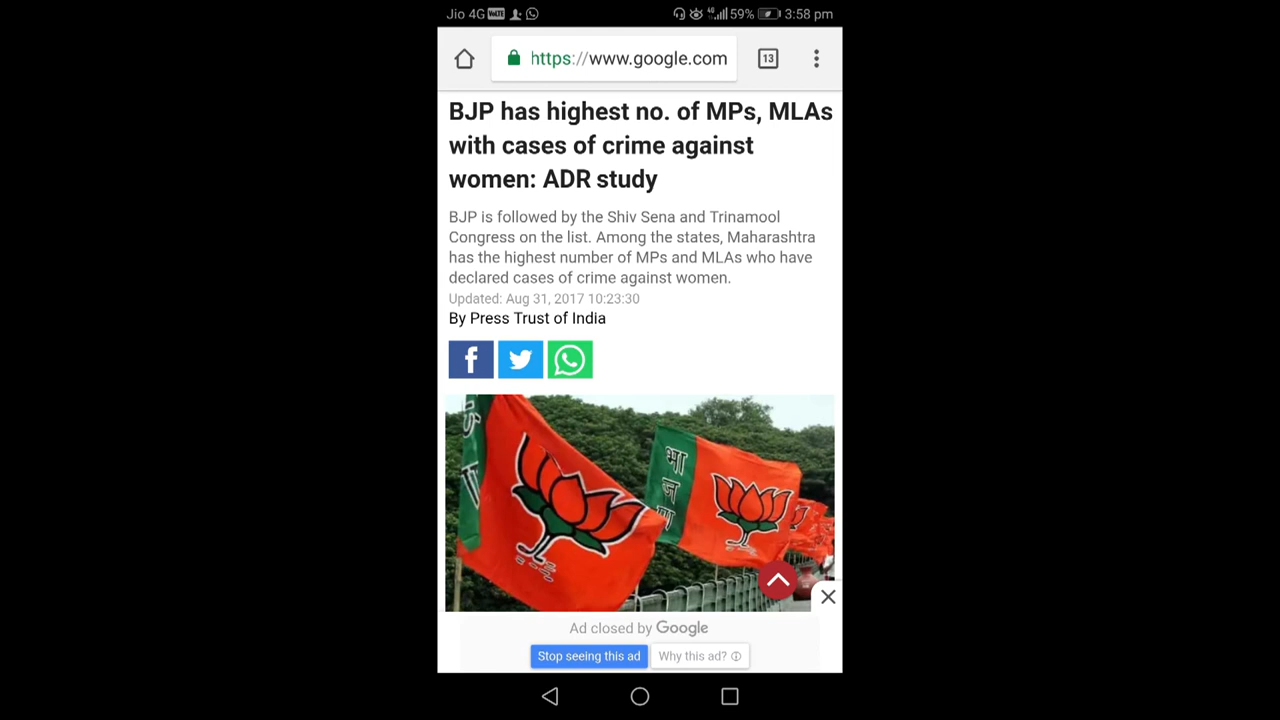 Jio 4G VoLTE 59% 3:58 pm
https://www.google.com 13
BJP has highest no. of MPs, MLAs
with cases of crime against
women: ADR study
BJP is followed by the Shiv Sena and Trinamool
Congress on the list. Among the states, Maharashtra
has the highest number of MPs and MLAs who have
declared cases of crime against women.
Updated: Aug 31, 2017 10:23:30
By Press Trust of India
भा
ज
पा
Ad closed by Google
Stop seeing this ad Why this ad?